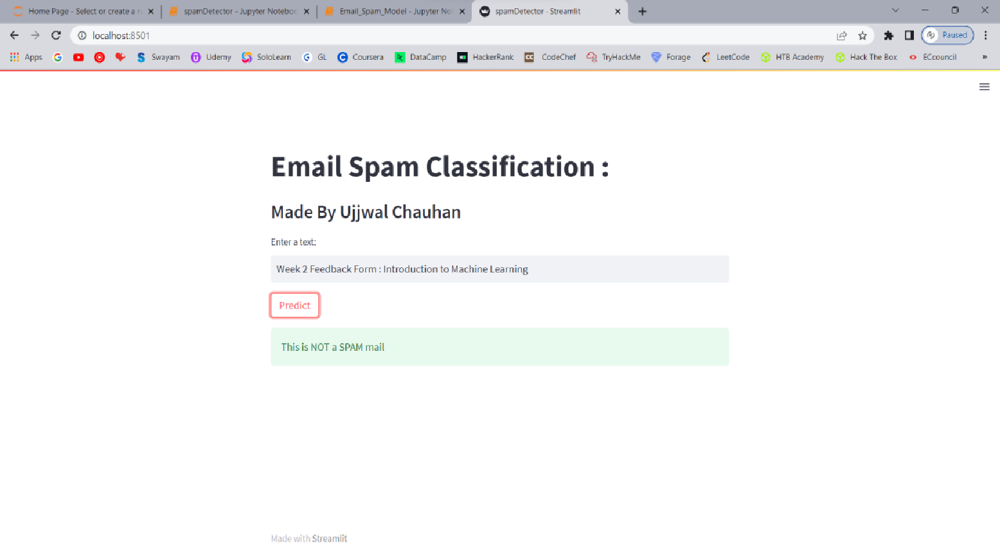 Home Page - Select or create a n
spamDetector - Jupyter Noteboo
Email_Spam_Model - Jupyter Not
spamDetector · Streamlit
localhost:8501
Paused
Apps
Swayam
Udemy
SoloLearn
GL
Coursera
DataCamp
HackerRank
CodeChef
TryHackMe
Forage
LeetCode
HTB Academy
Hack The Box
ECcouncil
»
Email Spam Classification :
Made By Ujjwal Chauhan
Enter a text:
Week 2 Feedback Form : Introduction to Machine Learning
Predict
This is NOT a SPAM mail
Made with Streamlit